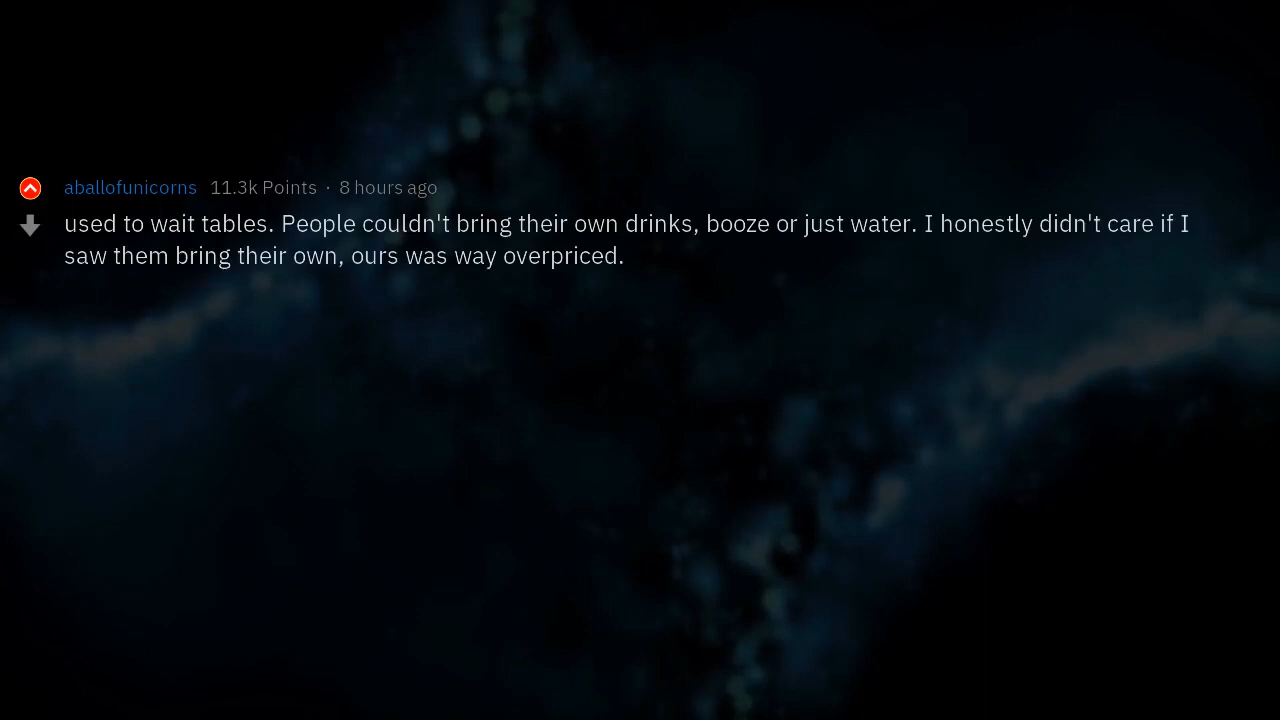 aballofunicorns 11.3k Points · 8 hours ago
used to wait tables. People couldn't bring their own drinks, booze or just water. I honestly didn't care if I
saw them bring their own, ours was way overpriced.